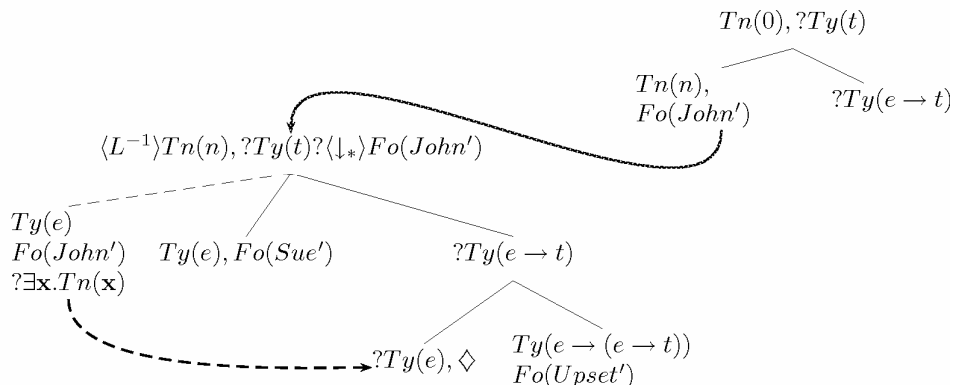 Tn(0), ?Ty(t)
Tn(n),
Fo(John′)
?Ty(e → t)
⟨L⁻¹⟩Tn(n), ?Ty(t)?⟨↓∗⟩Fo(John′)
Ty(e)
Fo(John′)
?∃x.Tn(x)
Ty(e), Fo(Sue′)
?Ty(e → t)
?Ty(e), ♢
Ty(e → (e → t))
Fo(Upset′)